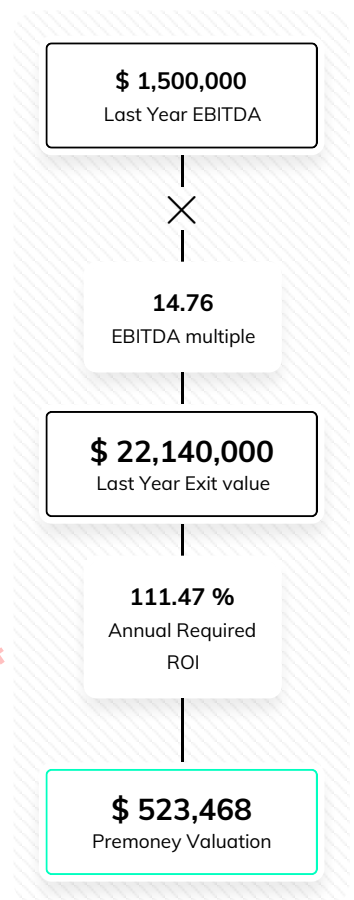 $ 1,500,000
Last Year EBITDA
14.76
EBITDA multiple
$ 22,140,000
Last Year Exit value
111.47 %
Annual Required
ROI
$ 523,468
Premoney Valuation